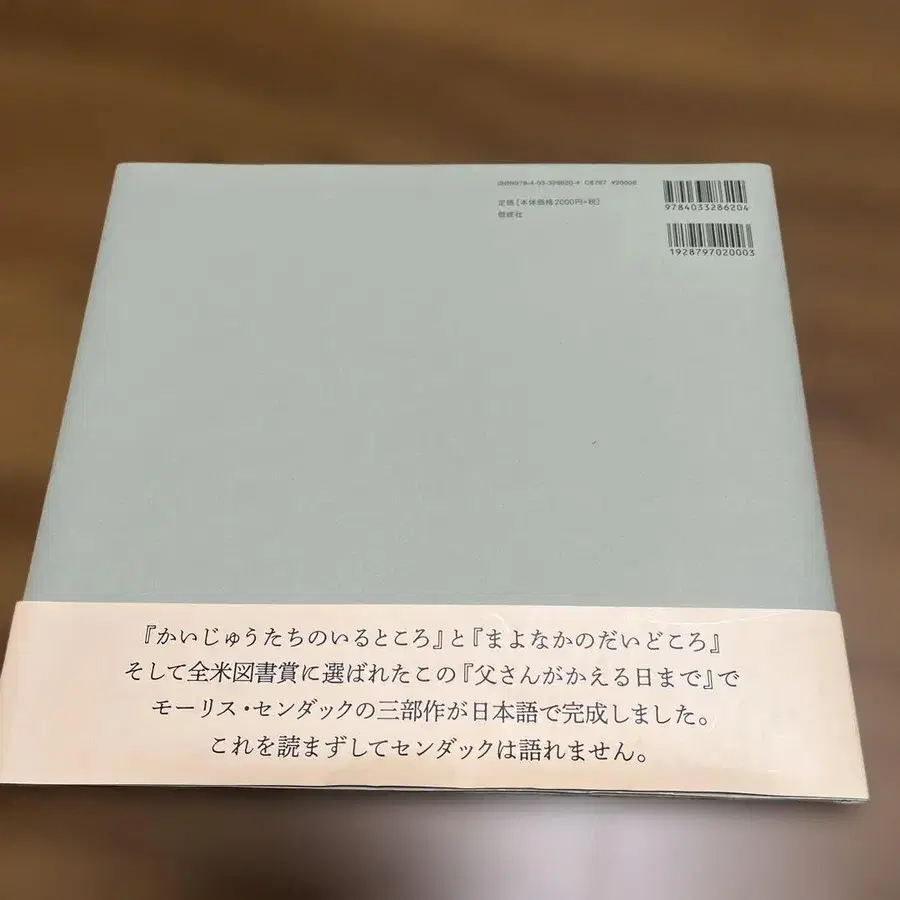 ISBN978-4-03-328620-4 C8787 ¥2000E
定価[本体価格2000円+税]
偕成社
9784033286204
1928797020003
『かいじゅうたちのいるところ』と『まよなかのだいどころ』
そして全米図書賞に選ばれたこの『父さんがかえる日まで』で
モーリス・センダックの三部作が日本語で完成しました。
これを読まずしてセンダックは語れません。